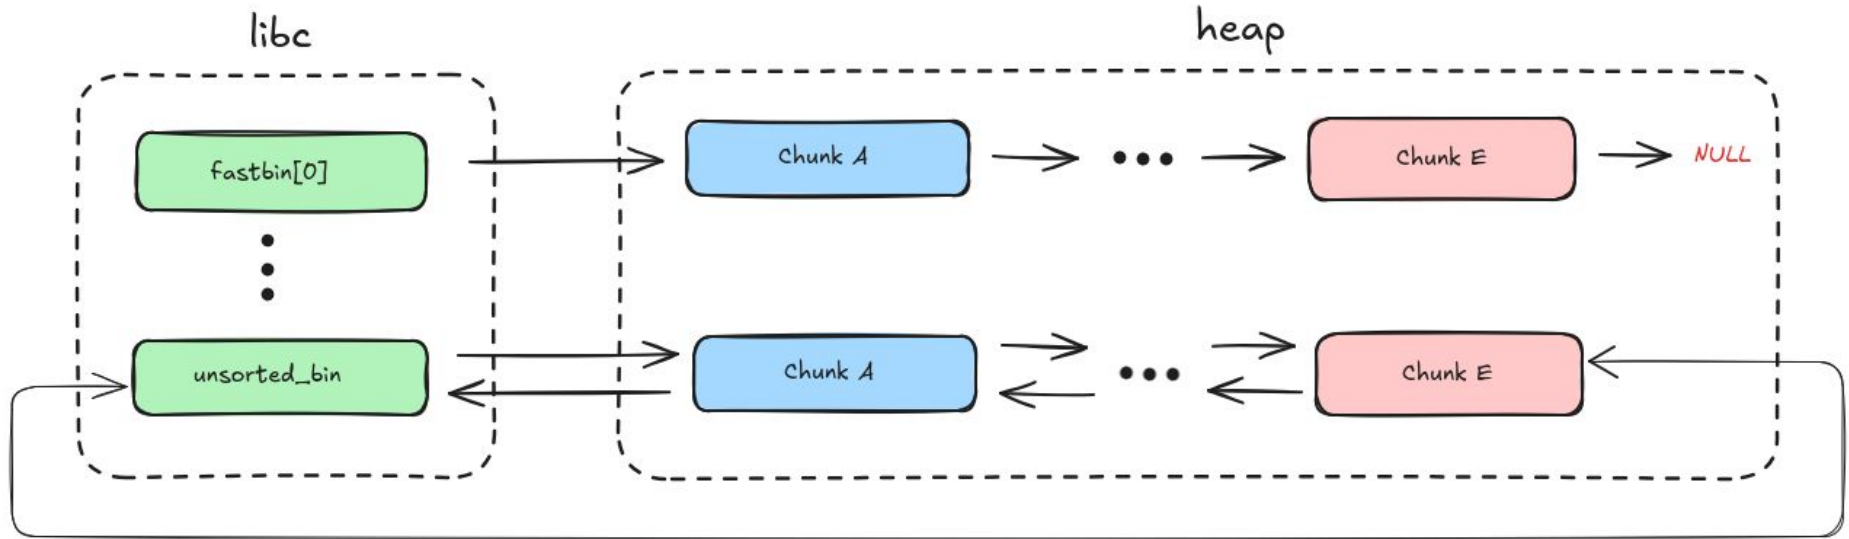 libc
heap
fastbin[0]
Chunk A
Chunk E
NULL
unsorted_bin
Chunk A
Chunk E